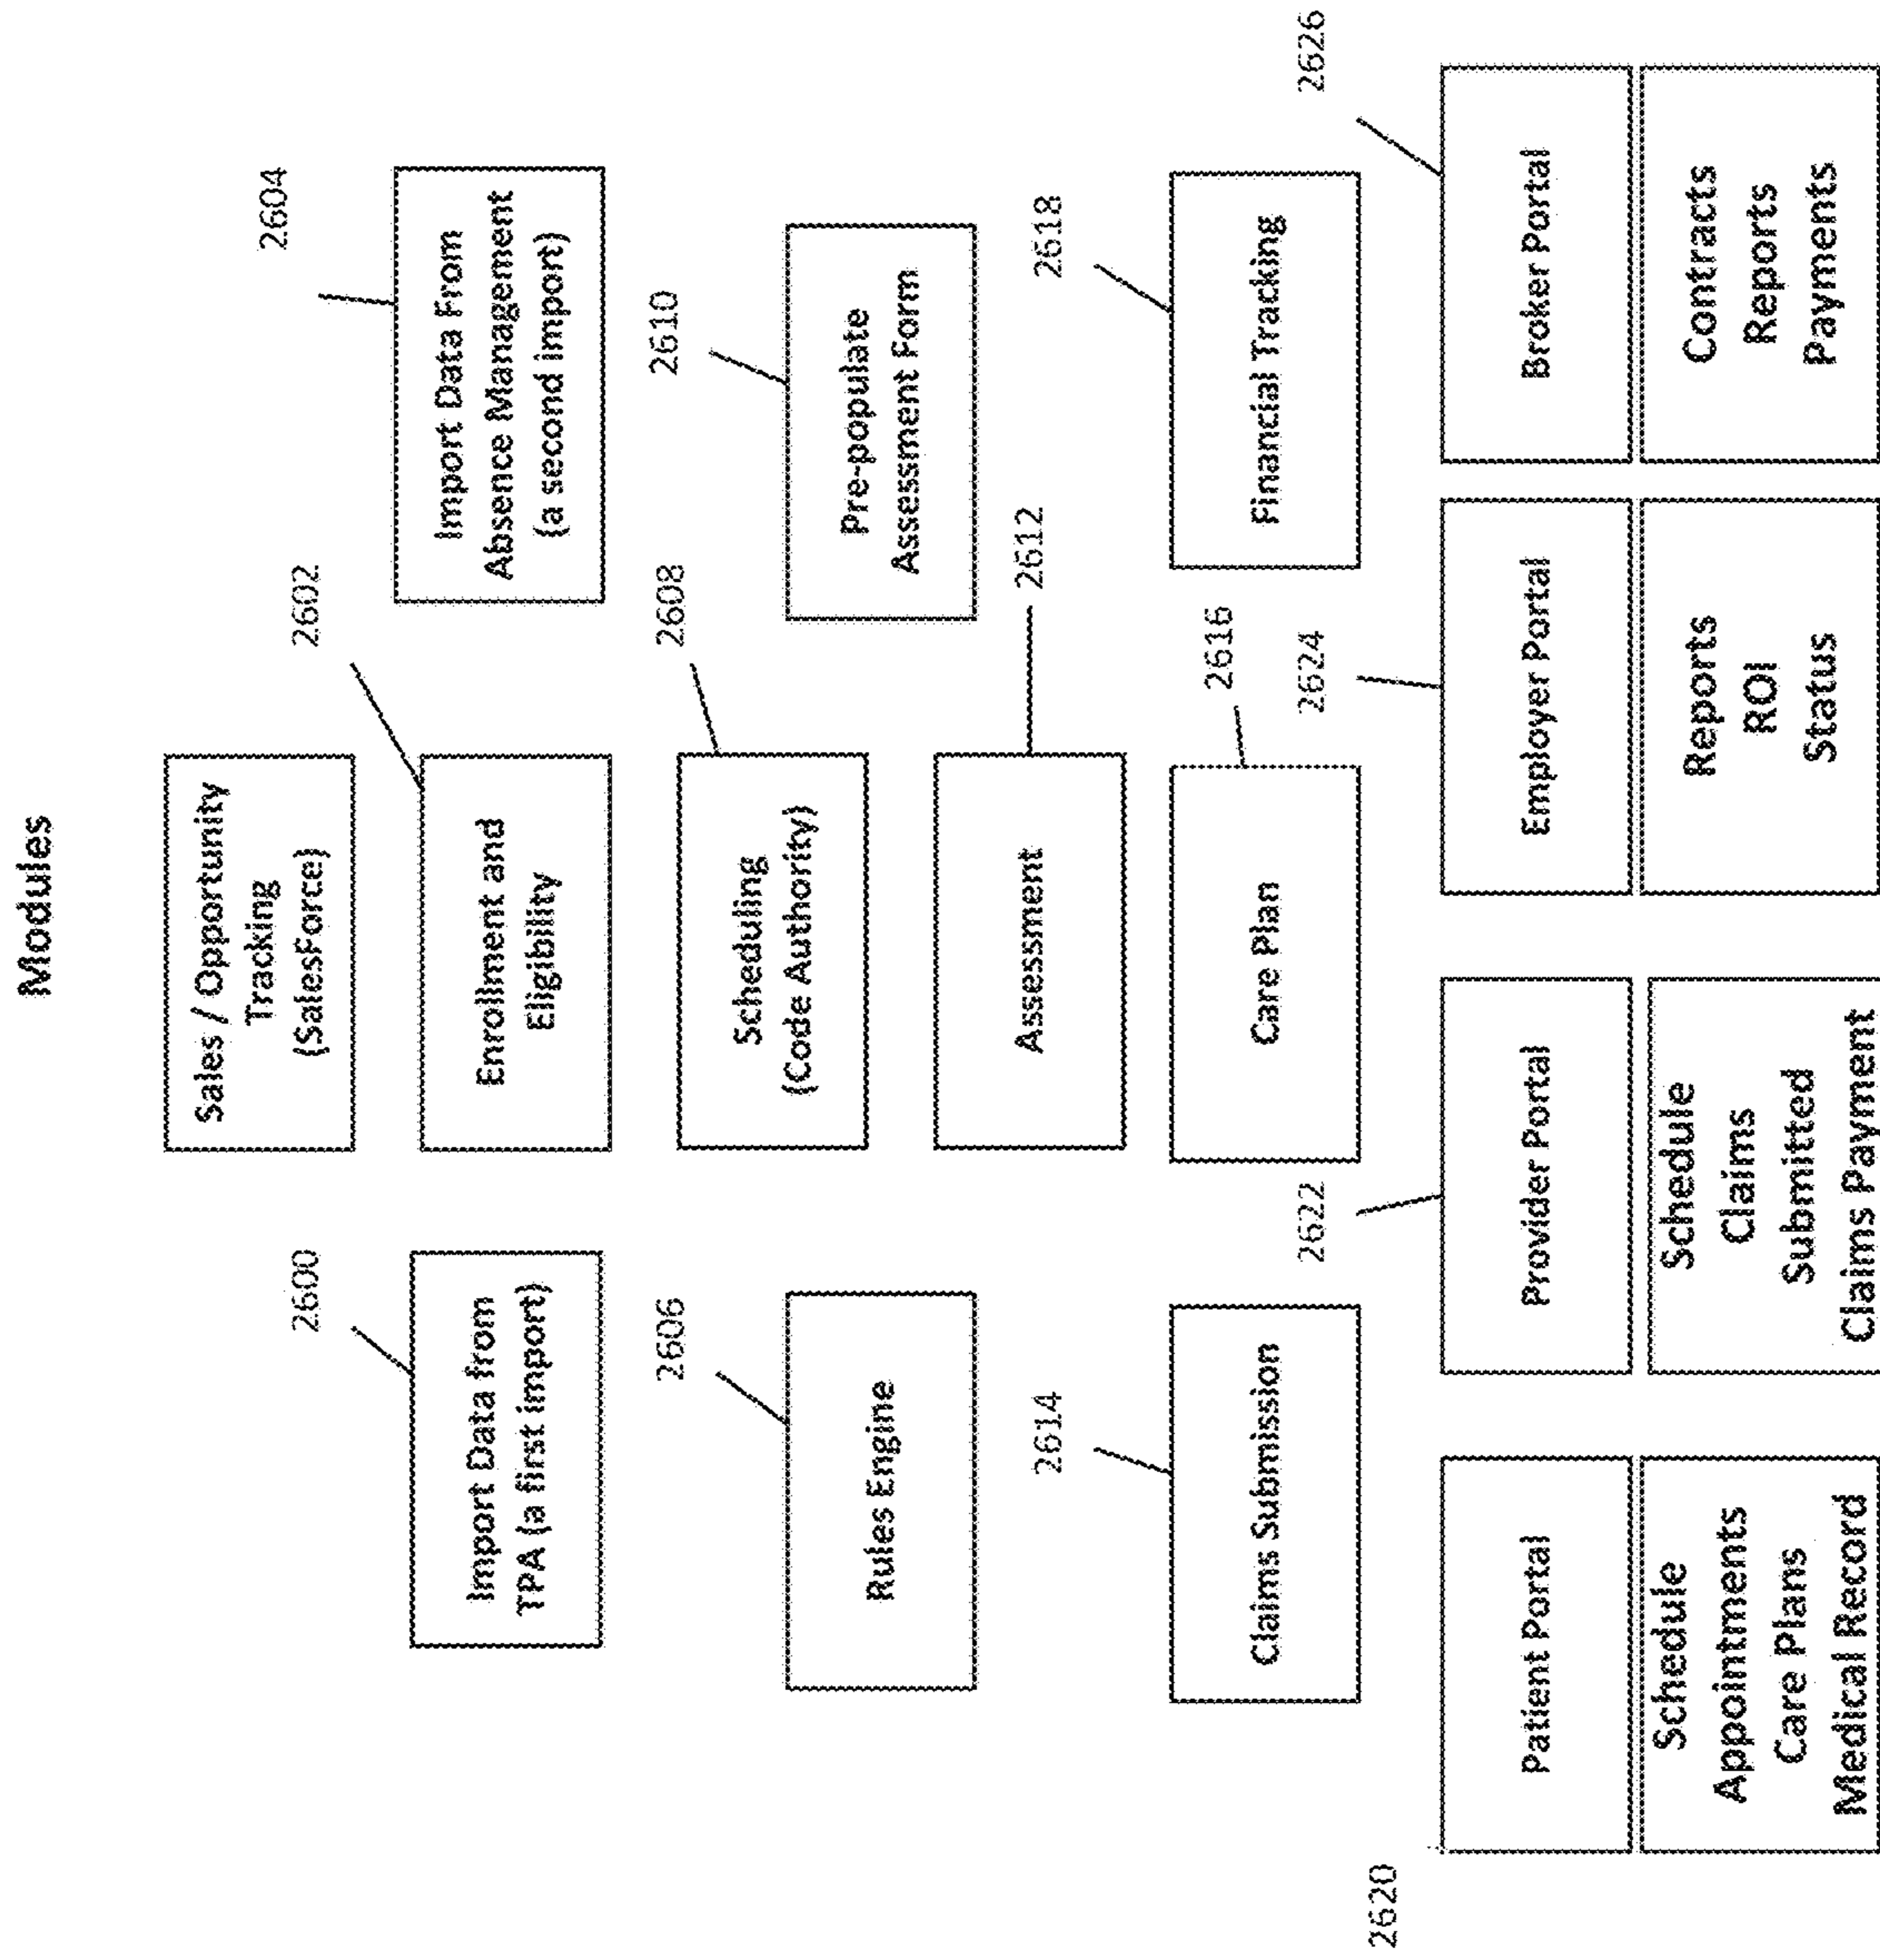 Modules
Sales / Opportunity
Tracking
(SalesForce)
2600
Import Data from
TPA (a first import)
2602
Enrollment and
Eligibility
2604
Import Data From
Absence Management
(a second import)
2606
Rules Engine
2608
Scheduling
(Code Authority)
2610
Pre-populate
Assessment Form
2612
Assessment
2614
Claims Submission
2616
Care Plan
2618
Financial Tracking
2620
Patient Portal
Schedule
Appointments
Care Plans
Medical Record
2622
Provider Portal
Schedule
Claims
Submitted
Claims Payment
2624
Employer Portal
Reports
ROI
Status
2626
Broker Portal
Contracts
Reports
Payments